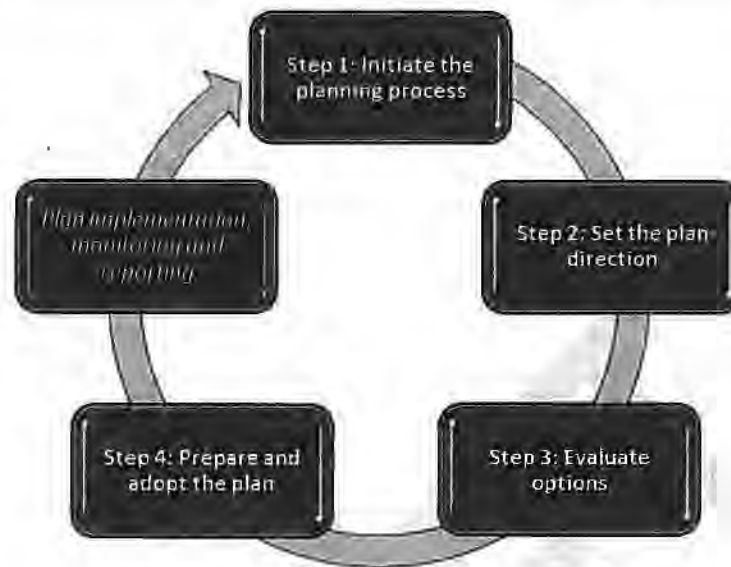 Step 1: Initiate the
planning process
Step 2: Set the plan
direction
Step 3: Evaluate
options
Step 4: Prepare and
adopt the plan
Plan implementation,
monitoring and
reporting